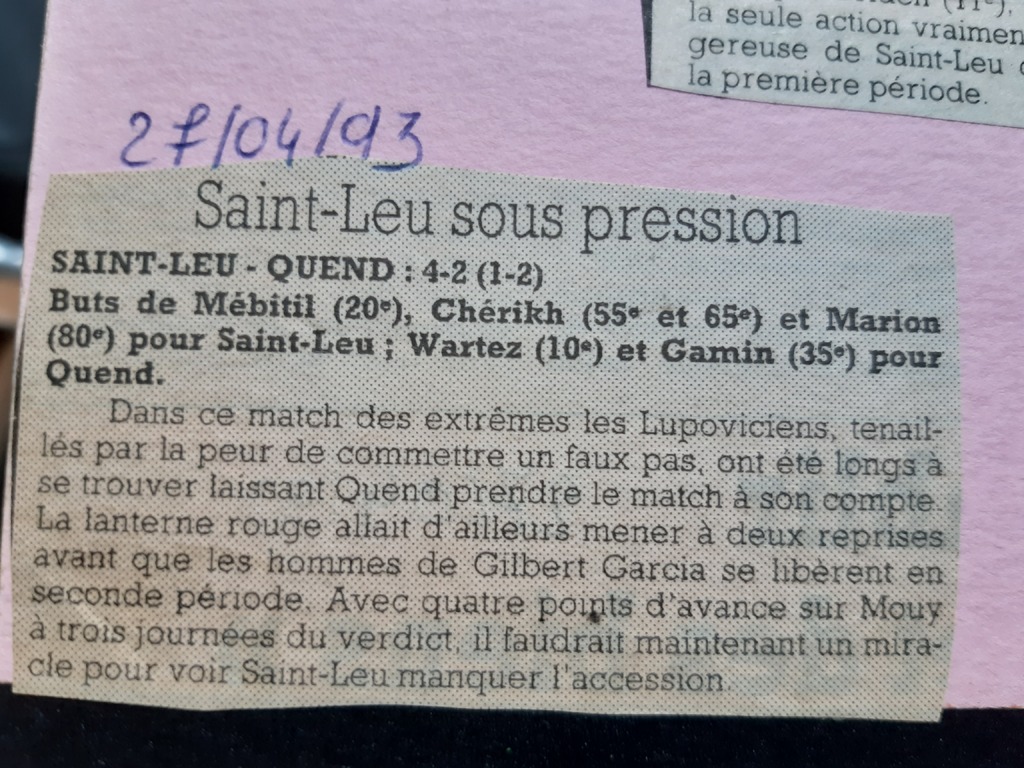 la seule action vraimen
gereuse de Saint-Leu
la première période.
27/04/93
Saint-Leu sous pression
SAINT-LEU - QUEND : 4-2 (1-2)
Buts de Mébitil (20e), Chérikh (55e et 65e) et Marion
(80e) pour Saint-Leu ; Wartez (10e) et Gamin (35e) pour
Quend.
Dans ce match des extrêmes les Lupoviciens, tenail-
lés par la peur de commettre un faux pas, ont été longs à
se trouver laissant Quend prendre le match à son compte.
La lanterne rouge allait d'ailleurs mener à deux reprises
avant que les hommes de Gilbert Garcia se libèrent en
seconde période. Avec quatre points d'avance sur Mouy
à trois journées du verdict, il faudrait maintenant un mira-
cle pour voir Saint-Leu manquer l'accession.